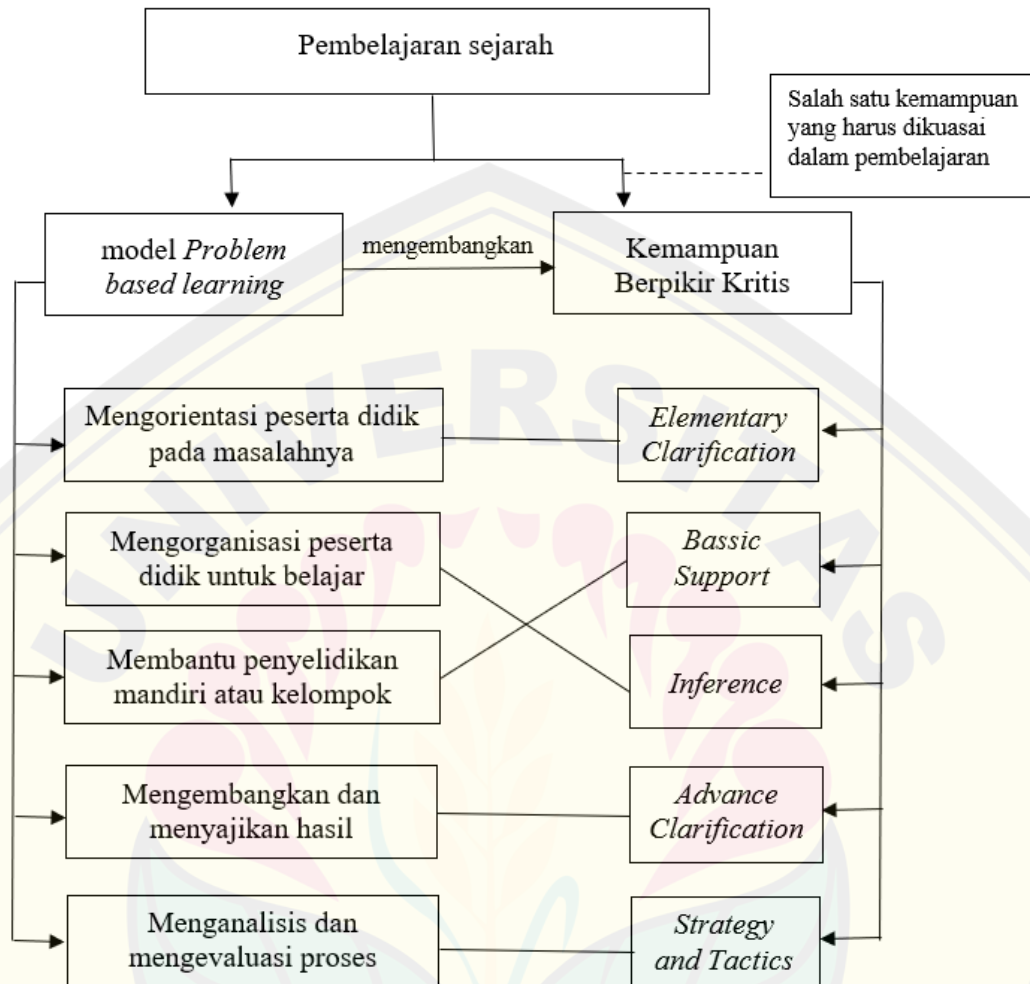 Pembelajaran sejarah
Salah satu kemampuan
yang harus dikuasai
dalam pembelajaran
model Problem
based learning
mengembangkan
Kemampuan
Berpikir Kritis
Mengorientasi peserta didik
pada masalahnya
Elementary
Clarification
Mengorganisasi peserta
didik untuk belajar
Bassic
Support
Membantu penyelidikan
mandiri atau kelompok
Inference
Mengembangkan dan
menyajikan hasil
Advance
Clarification
Menganalisis dan
mengevaluasi proses
Strategy
and Tactics
UNIVERSITAS